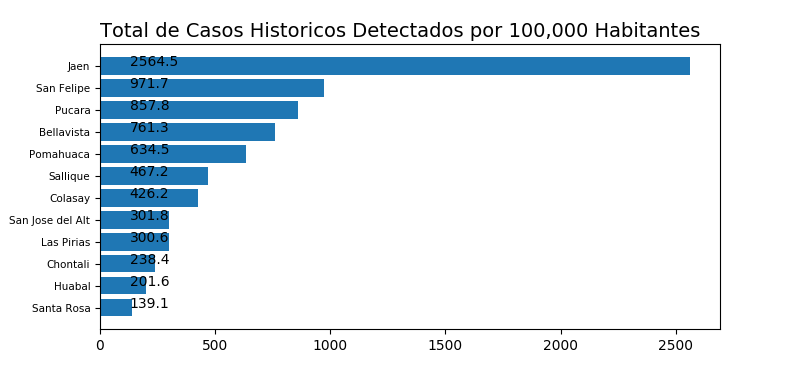 Total de Casos Historicos Detectados por 100,000 Habitantes
Jaen 2564.5
San Felipe 971.7
Pucara 857.8
Bellavista 761.3
Pomahuaca 634.5
Sallique 467.2
Colasay 426.2
San Jose del Alt 301.8
Las Pirias 300.6
Chontali 238.4
Huabal 201.6
Santa Rosa 139.1
0 500 1000 1500 2000 2500